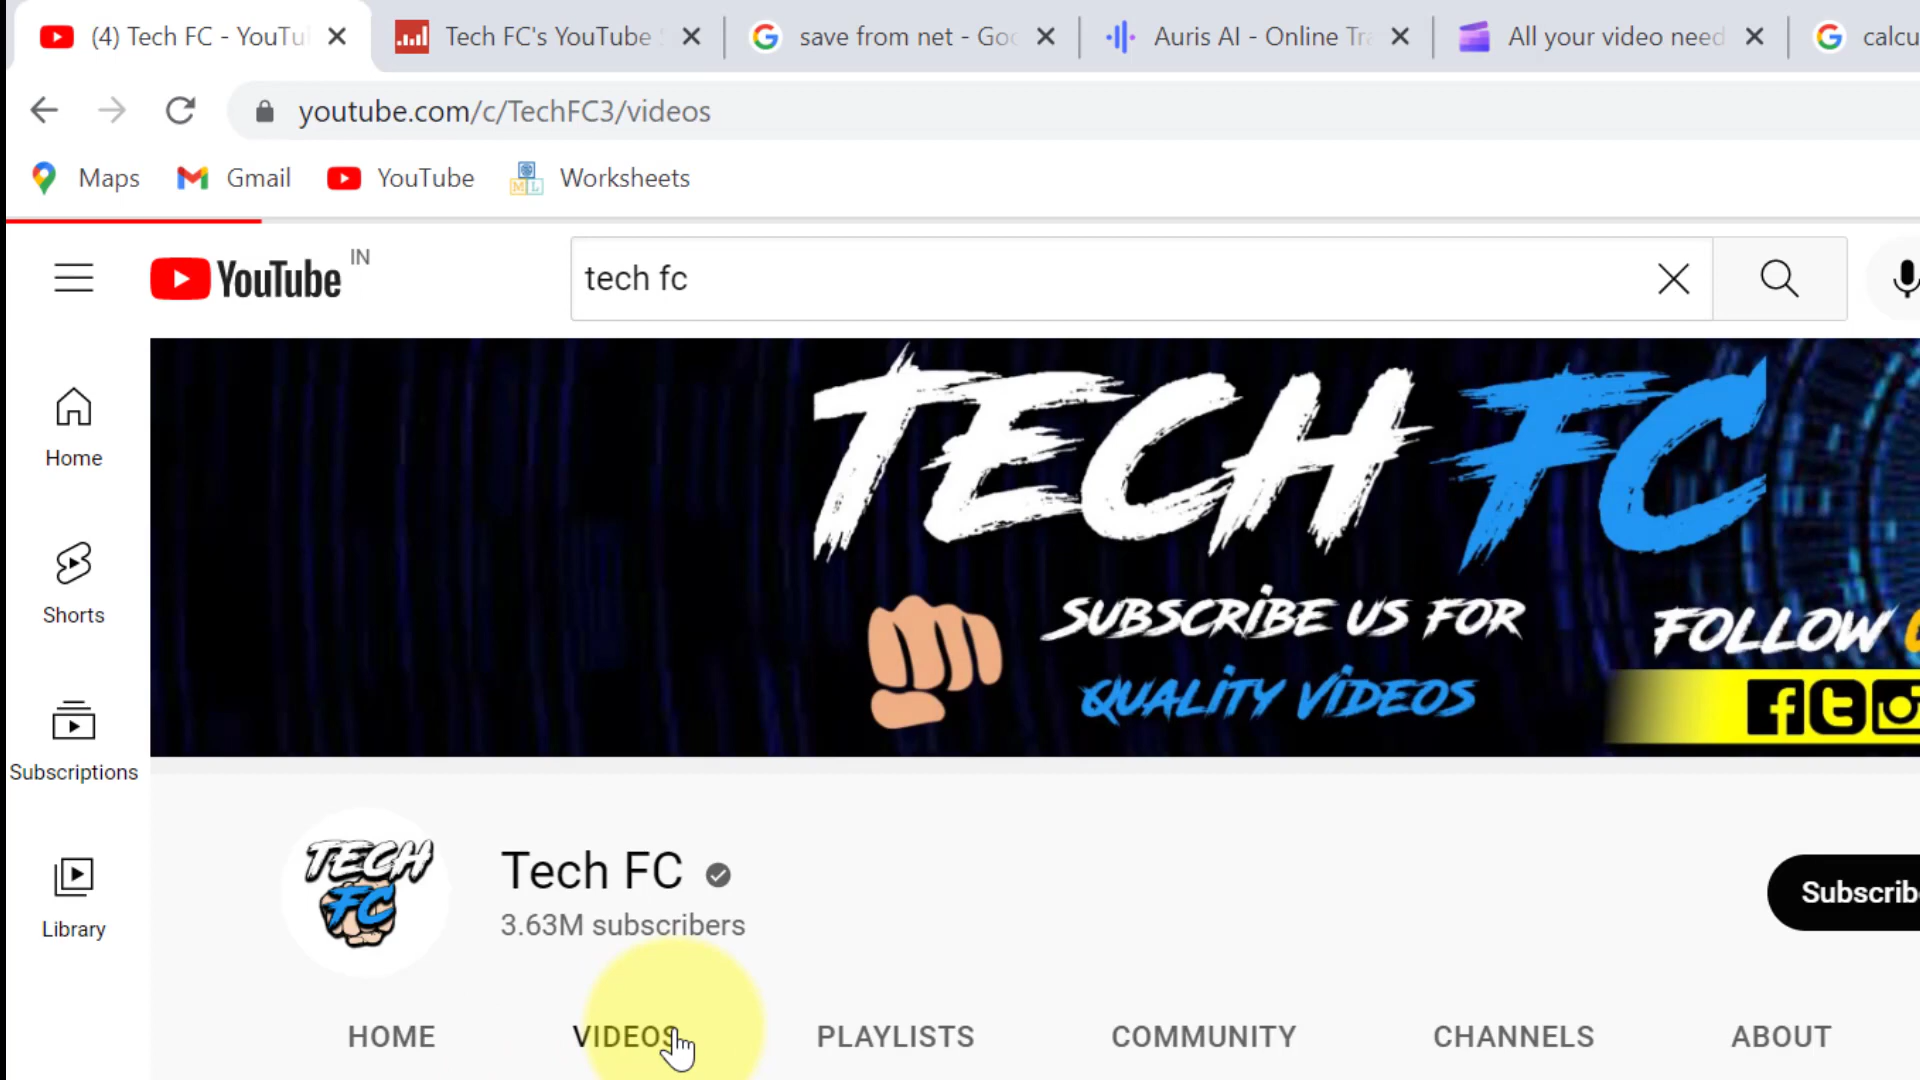 (4) Tech FC - YouTu
Tech FC's YouTube
save from net - Goo
Auris AI - Online Tra
All your video need
calcu
youtube.com/c/TechFC3/videos
Maps
Gmail
YouTube
ML
Worksheets
YouTube IN
tech fc
Home
Shorts
Subscriptions
Library
TECH FC
SUBSCRIBE US FOR
QUALITY VIDEOS
FOLLOW
TECH
FC
Tech FC
3.63M subscribers
Subscrib
HOME
VIDEOS
PLAYLISTS
COMMUNITY
CHANNELS
ABOUT